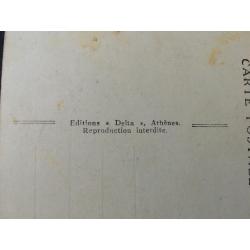 Editions « Delta », Athènes.
Reproduction interdite.
CARTE POSTALE